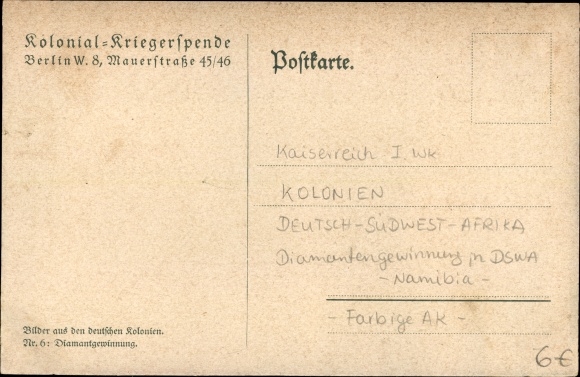 Kolonial=Kriegerspende
Berlin W. 8, Mauerstraße 45/46
Postkarte.
Kaiserreich I. WK
KOLONIEN
DEUTSCH-SÜDWEST-AFRIKA
Diamantengewinnung in DSWA
- Namibia -
- Farbige AK -
Bilder aus den deutschen Kolonien.
Nr. 6: Diamantgewinnung.
6€